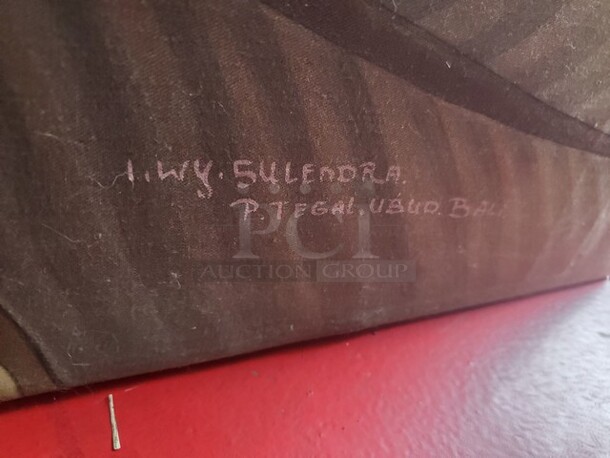 I.WY.SULENDRA.
P.TEGAL.UBUD.BALI
PCI
AUCTION GROUP